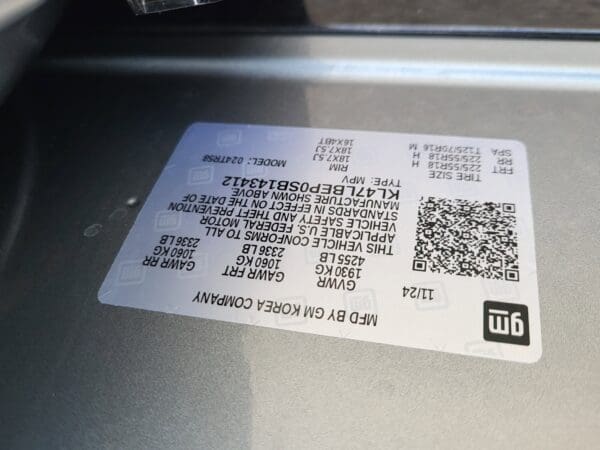 gm
MFD BY GM KOREA COMPANY
11/24
GVWR GAWR FRT GAWR RR
1930 KG 1060 KG 1060 KG
4255 LB 2336 LB 2336 LB
THIS VEHICLE CONFORMS TO ALL
APPLICABLE U.S. FEDERAL MOTOR
VEHICLE SAFETY AND THEFT PREVENTION
STANDARDS IN EFFECT ON THE DATE OF
MANUFACTURE SHOWN ABOVE
KL47LBEP0SB143412
TYPE: MPV MODEL: 024TR58
TIRE SIZE RIM
FRT 225/55R18 H 18X7.5J
RR 225/55R18 H 18X7.5J
SPA T125/70R16 M 16X4BT